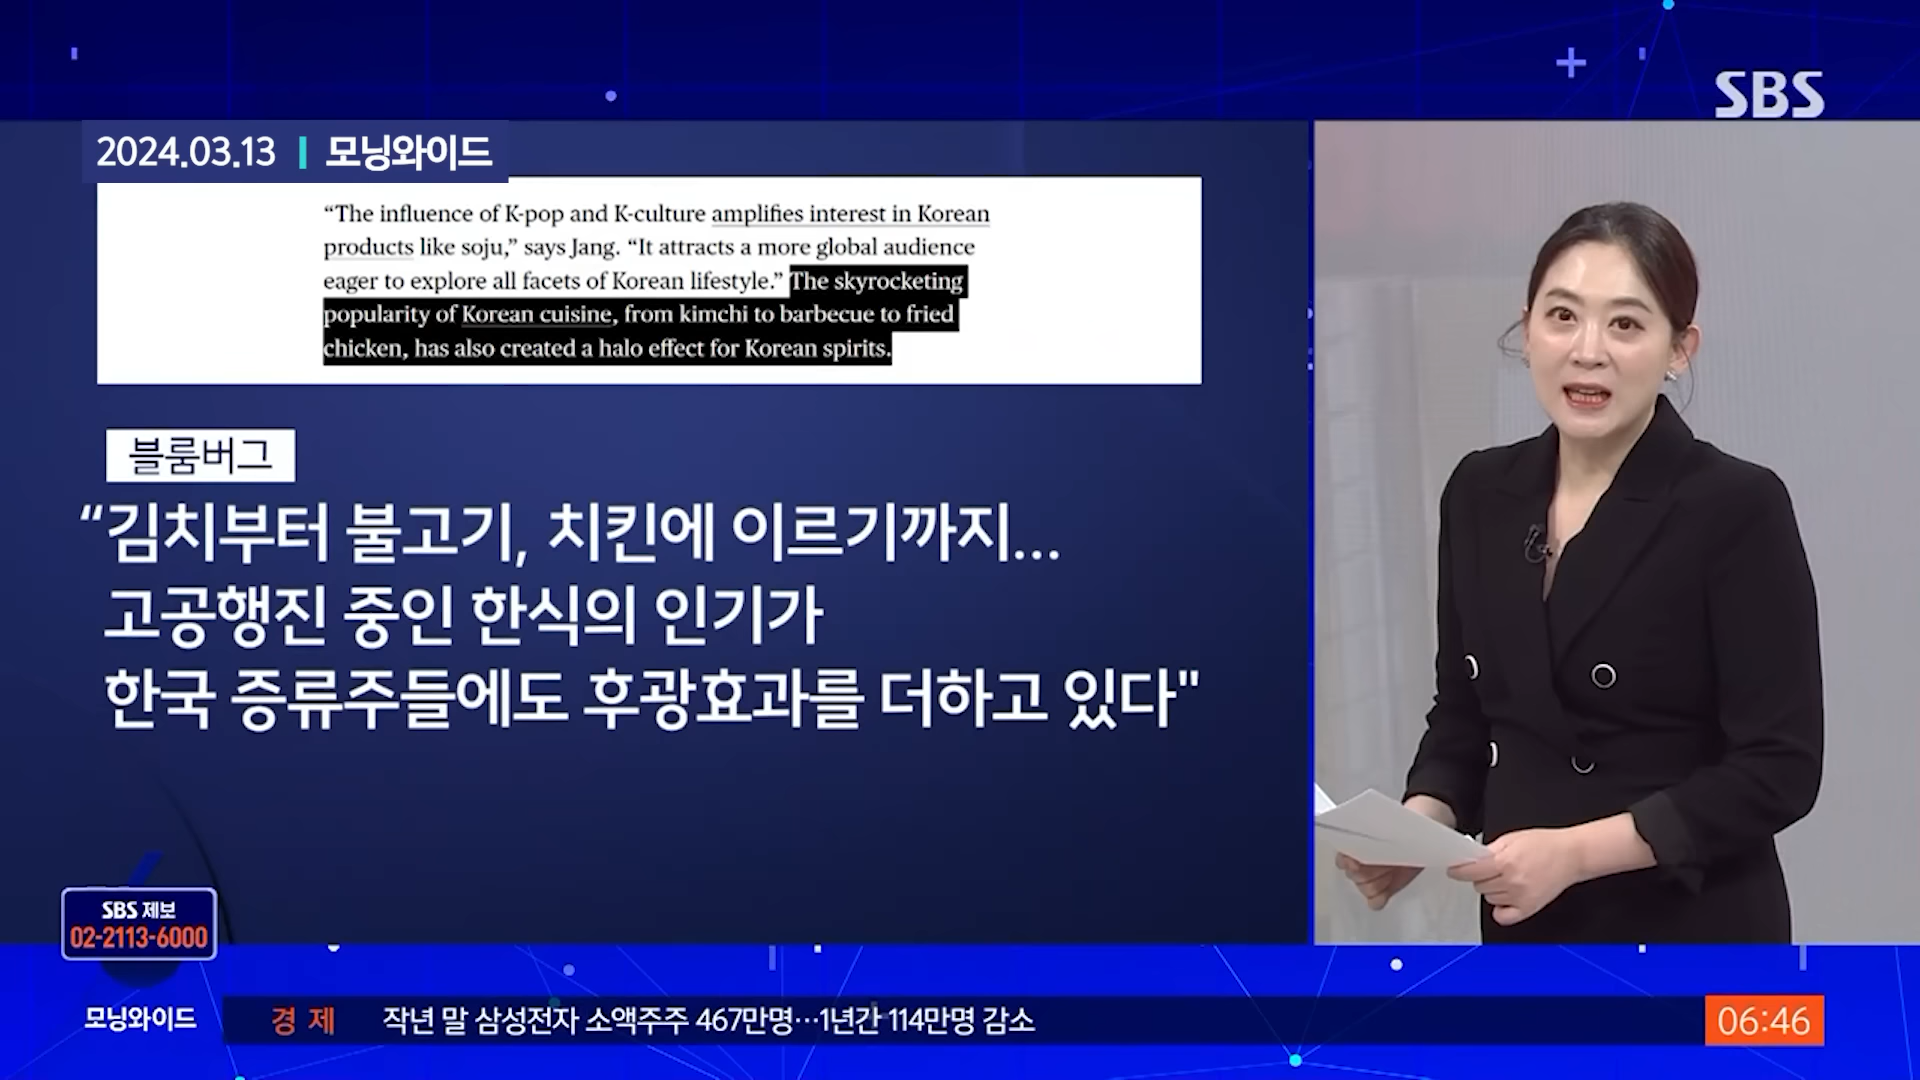 SBS
2024.03.13 | 모닝와이드
“The influence of K-pop and K-culture amplifies interest in Korean
products like soju,” says Jang. “It attracts a more global audience
eager to explore all facets of Korean lifestyle.” The skyrocketing
popularity of Korean cuisine, from kimchi to barbecue to fried
chicken, has also created a halo effect for Korean spirits.
블룸버그
“김치부터 불고기, 치킨에 이르기까지...
고공행진 중인 한식의 인기가
한국 증류주들에도 후광효과를 더하고 있다"
SBS 제보
02-2113-6000
모닝와이드 경 제 작년 말 삼성전자 소액주주 467만명…1년간 114만명 감소 06:46